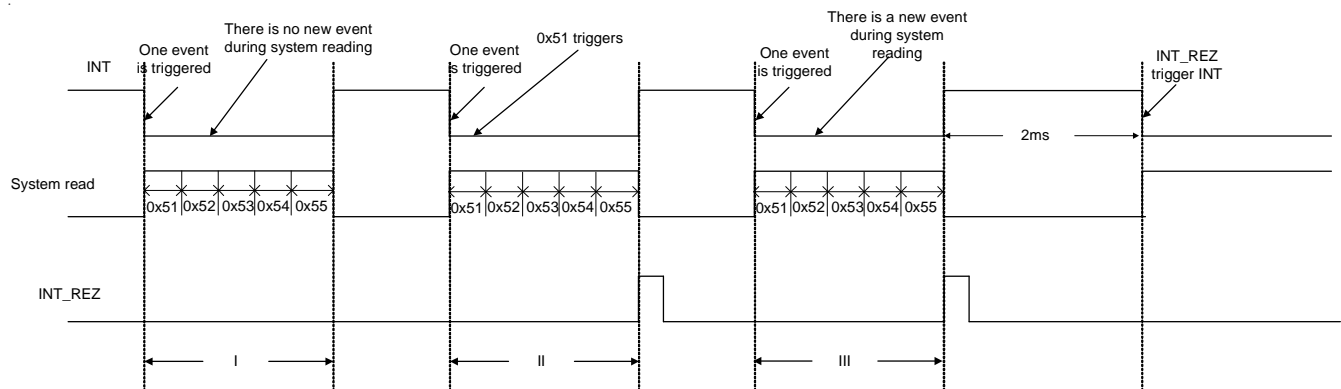 There is no new event
during system reading
One event
is triggered
INT
0x51 triggers
One event
is triggered
There is a new event
during system
reading
One event
is triggered
INT_REZ
trigger INT
2ms
System read
0x51 0x52 0x53 0x54 0x55
0x51 0x52 0x53 0x54 0x55
0x51 0x52 0x53 0x54 0x55
INT_REZ
I
II
III